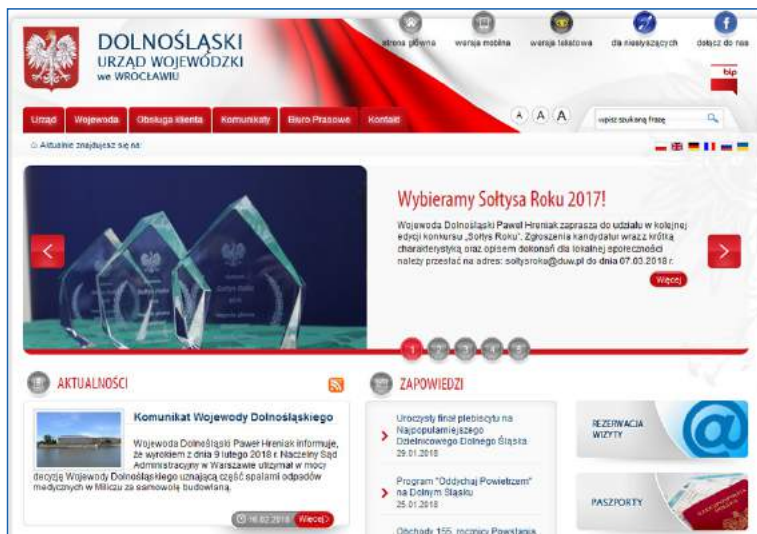 DOLNOŚLĄSKI
URZĄD WOJEWÓDZKI
we WROCŁAWIU
strona główna
wersja mobilna
wersja tekstowa
dla niesłyszących
dołącz do nas
bip
Urząd
Wojewoda
Obsługa klienta
Komunikaty
Biuro Prasowe
Kontakt
A A A
wpisz szukaną frazę
Aktualnie znajdujesz się na:
Wybieramy Sołtysa Roku 2017!
Wojewoda Dolnośląski Paweł Hreniak zaprasza do udziału w kolejnej
edycji konkursu „Sołtys Roku”. Zgłoszenia kandydatur wraz z krótką
charakterystyką oraz opisem dokonań dla lokalnej społeczności
należy przesłać na adres: soltysroku@duw.pl do dnia 07.03.2018 r.
Więcej
1 2 3 4 5
AKTUALNOŚCI
Komunikat Wojewody Dolnośląskiego
Wojewoda Dolnośląski Paweł Hreniak informuje,
że wyrokiem z dnia 9 lutego 2018 r. Naczelny Sąd
Administracyjny w Warszawie utrzymał w mocy
decyzję Wojewody Dolnośląskiego uznającą część spalarni odpadów
medycznych w Miliczu za samowolę budowlaną.
16.02.2018
Więcej
ZAPOWIEDZI
Uroczysty finał plebiscytu na
Najpopularniejszego
Dzielnicowego Dolnego Śląska
29.01.2018
Program "Oddychaj Powietrzem"
na Dolnym Śląsku
25.01.2018
Obchody 155. rocznicy Powstania
REZERWACJA
WIZYTY
PASZPORTY